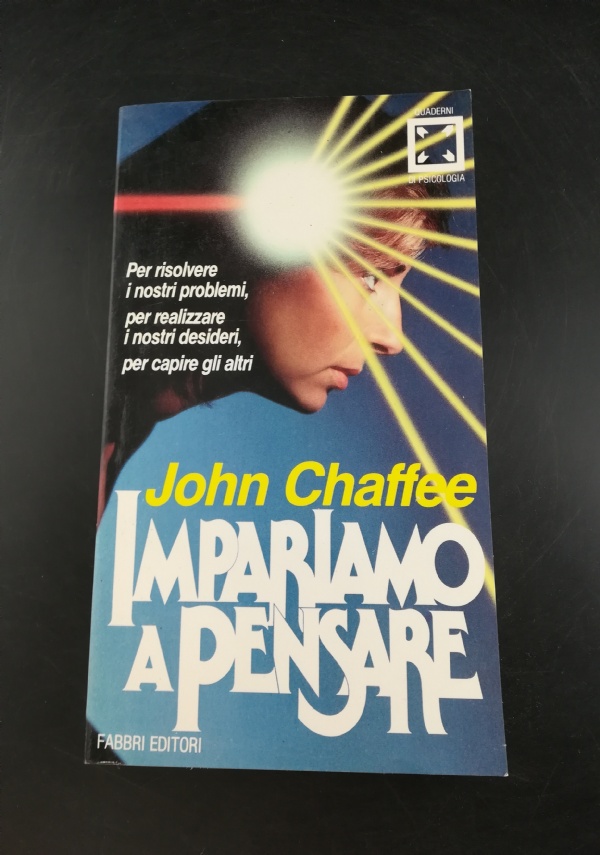 QUADERNI
DI PSICOLOGIA
Per risolvere
i nostri problemi,
per realizzare
i nostri desideri,
per capire gli altri
John Chaffee
IMPARIAMO
A PENSARE
FABBRI EDITORI